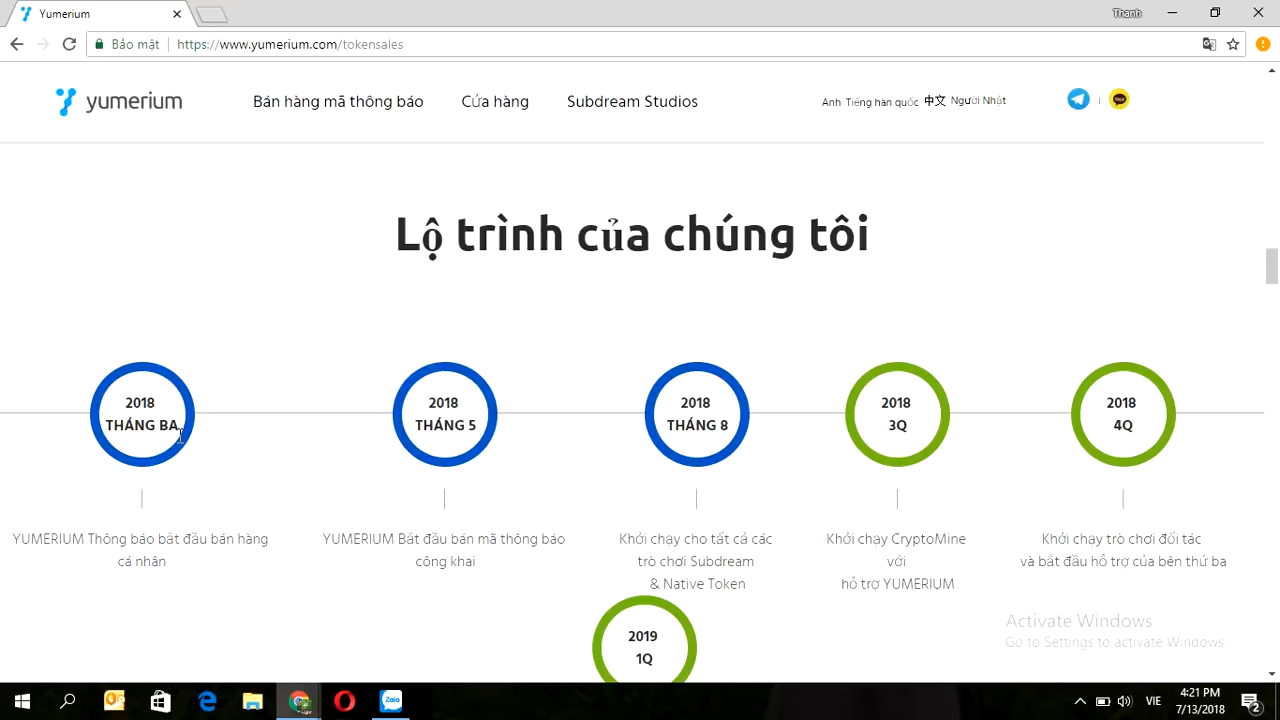 Yumerium
Thanh
Bảo mật
https://www.yumerium.com/tokensales
yumerium
Bán hàng mã thông báo
Cửa hàng
Subdream Studios
Anh Tiếng hàn quốc 中文 Người Nhật
TALK
Lộ trình của chúng tôi
2018
THÁNG BA
2018
THÁNG 5
2018
THÁNG 8
2018
3Q
2018
4Q
YUMERIUM Thông báo bắt đầu bán hàng
cá nhân
YUMERIUM Bắt đầu bán mã thông báo
công khai
Khởi chạy cho tất cả các
trò chơi Subdream
& Native Token
Khởi chạy CryptoMine
với
hỗ trợ YUMERIUM
Khởi chạy trò chơi đối tác
và bắt đầu hỗ trợ của bên thứ ba
2019
1Q
Activate Windows
Go to Settings to activate Windows.
Zalo
VIE
4:21 PM
7/13/2018
2